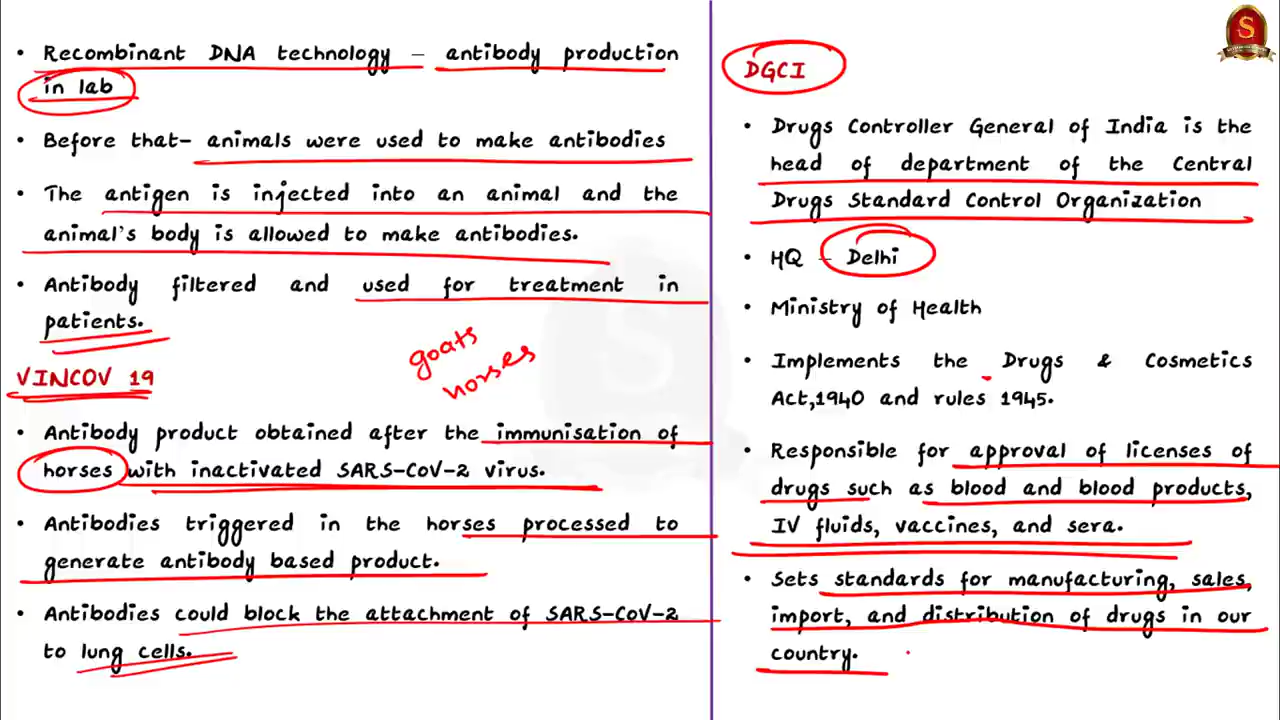 • Recombinant DNA technology – antibody production
in lab
• Before that- animals were used to make antibodies
• The antigen is injected into an animal and the
animal's body is allowed to make antibodies.
• Antibody filtered and used for treatment in
patients.
goats
horses
VINCOV 19
• Antibody product obtained after the immunisation of
horses with inactivated SARS-CoV-2 virus.
• Antibodies triggered in the horses processed to
generate antibody based product.
• Antibodies could block the attachment of SARS-CoV-2
to lung cells.
S
DGCI
• Drugs Controller General of India is the
head of department of the Central
Drugs Standard Control Organization
• HQ – Delhi
• Ministry of Health
• Implements the Drugs & Cosmetics
Act,1940 and rules 1945.
• Responsible for approval of licenses of
drugs such as blood and blood products,
IV fluids, vaccines, and sera.
• Sets standards for manufacturing, sales,
import, and distribution of drugs in our
country.